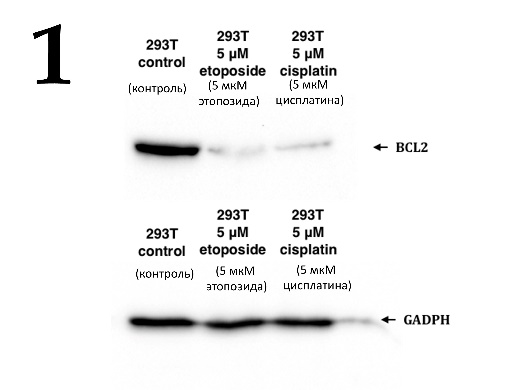 1
293T control
(контроль)
293T 5 µM etoposide
(5 мкМ этопозида)
293T 5 µM cisplatin
(5 мкМ цисплатина)
← BCL2
293T control
(контроль)
293T 5 µM etoposide
(5 мкМ этопозида)
293T 5 µM cisplatin
(5 мкМ цисплатина)
← GADPH